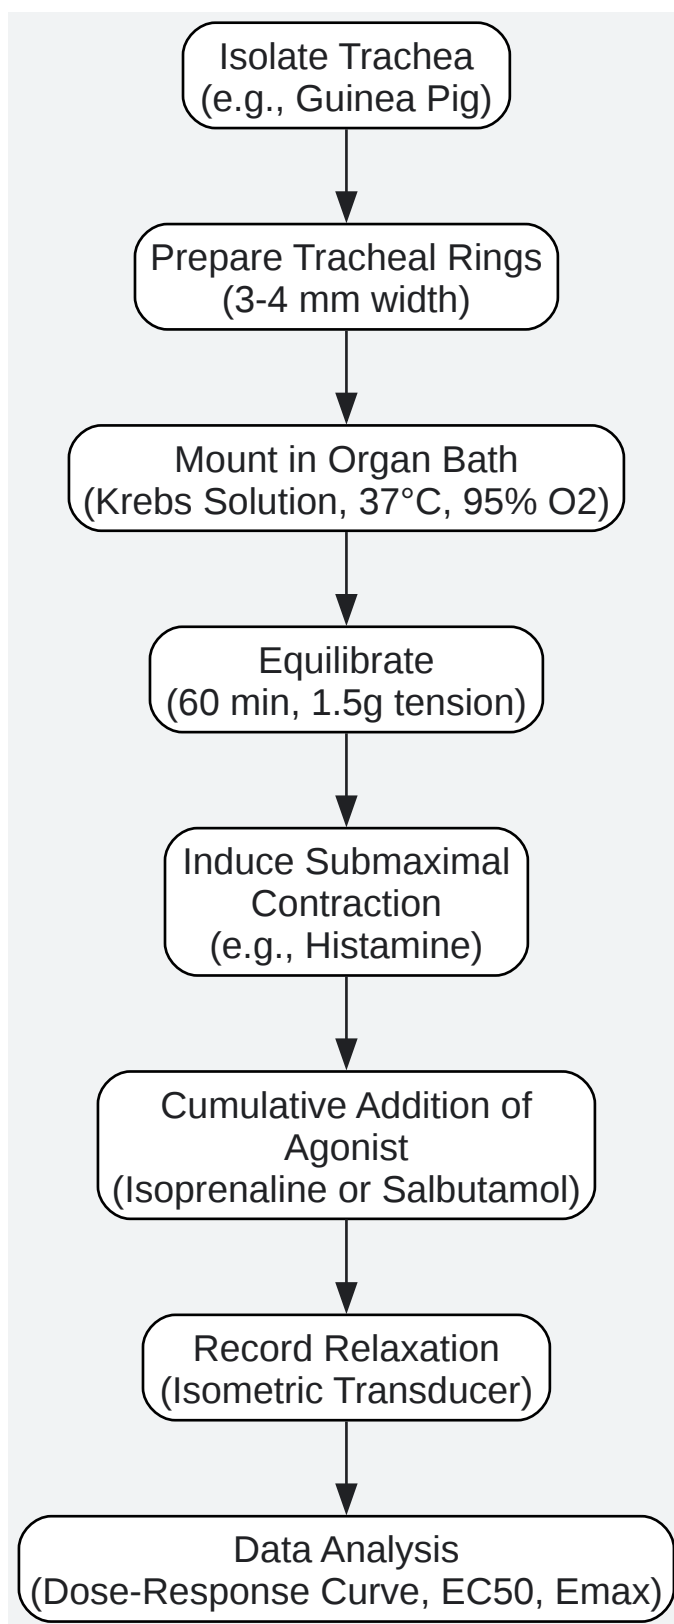 Isolate Trachea
(e.g., Guinea Pig)
Prepare Tracheal Rings
(3-4 mm width)
Mount in Organ Bath
(Krebs Solution, 37°C, 95% O2)
Equilibrate
(60 min, 1.5g tension)
Induce Submaximal
Contraction
(e.g., Histamine)
Cumulative Addition of
Agonist
(Isoprenaline or Salbutamol)
Record Relaxation
(Isometric Transducer)
Data Analysis
(Dose-Response Curve, EC50, Emax)